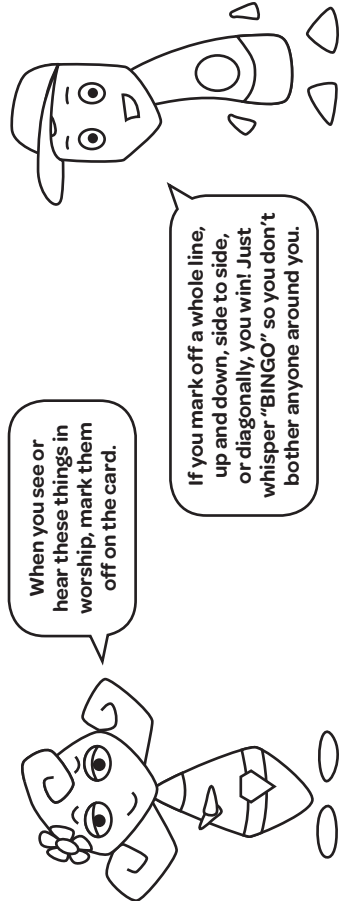 When you see or
hear these things in
worship, mark them
off on the card.
If you mark off a whole line,
up and down, side to side,
or diagonally, you win! Just
whisper “BINGO” so you don’t
bother anyone around you.